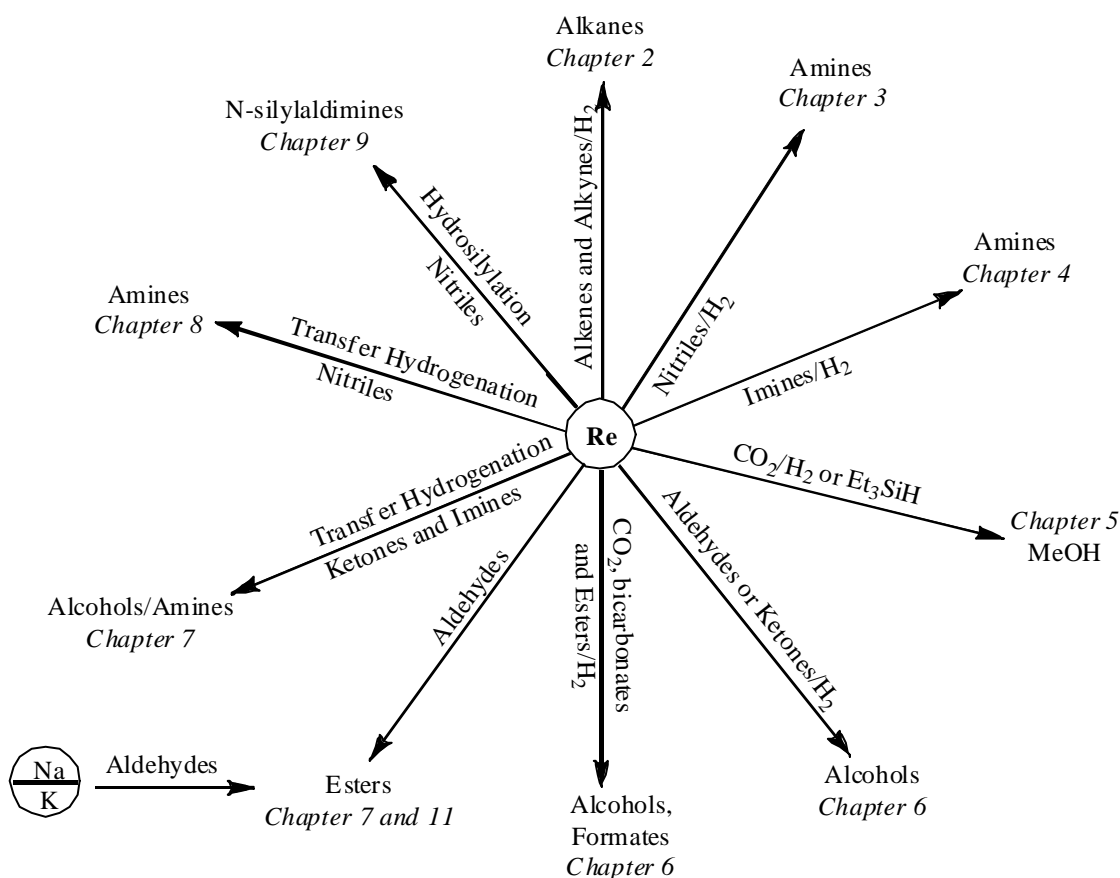 Alkanes
Chapter 2
Amines
Chapter 3
N-silylaldimines
Chapter 9
Alkenes and Alkynes/H2
Hydrosilylation
Nitriles
Nitriles/H2
Amines
Chapter 4
Imines/H2
Amines
Chapter 8
Transfer Hydrogenation
Nitriles
Re
CO2/H2 or Et3SiH
Chapter 5
MeOH
Transfer Hydrogenation
Ketones and Imines
Alcohols/Amines
Chapter 7
Aldehydes
CO2, bicarbonates
and Esters/H2
Aldehydes or Ketones/H2
Na
K
Aldehydes
Esters
Chapter 7 and 11
Alcohols,
Formates
Chapter 6
Alcohols
Chapter 6